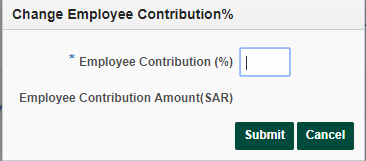 Change Employee Contribution%
* Employee Contribution (%)
Employee Contribution Amount(SAR)
Submit Cancel